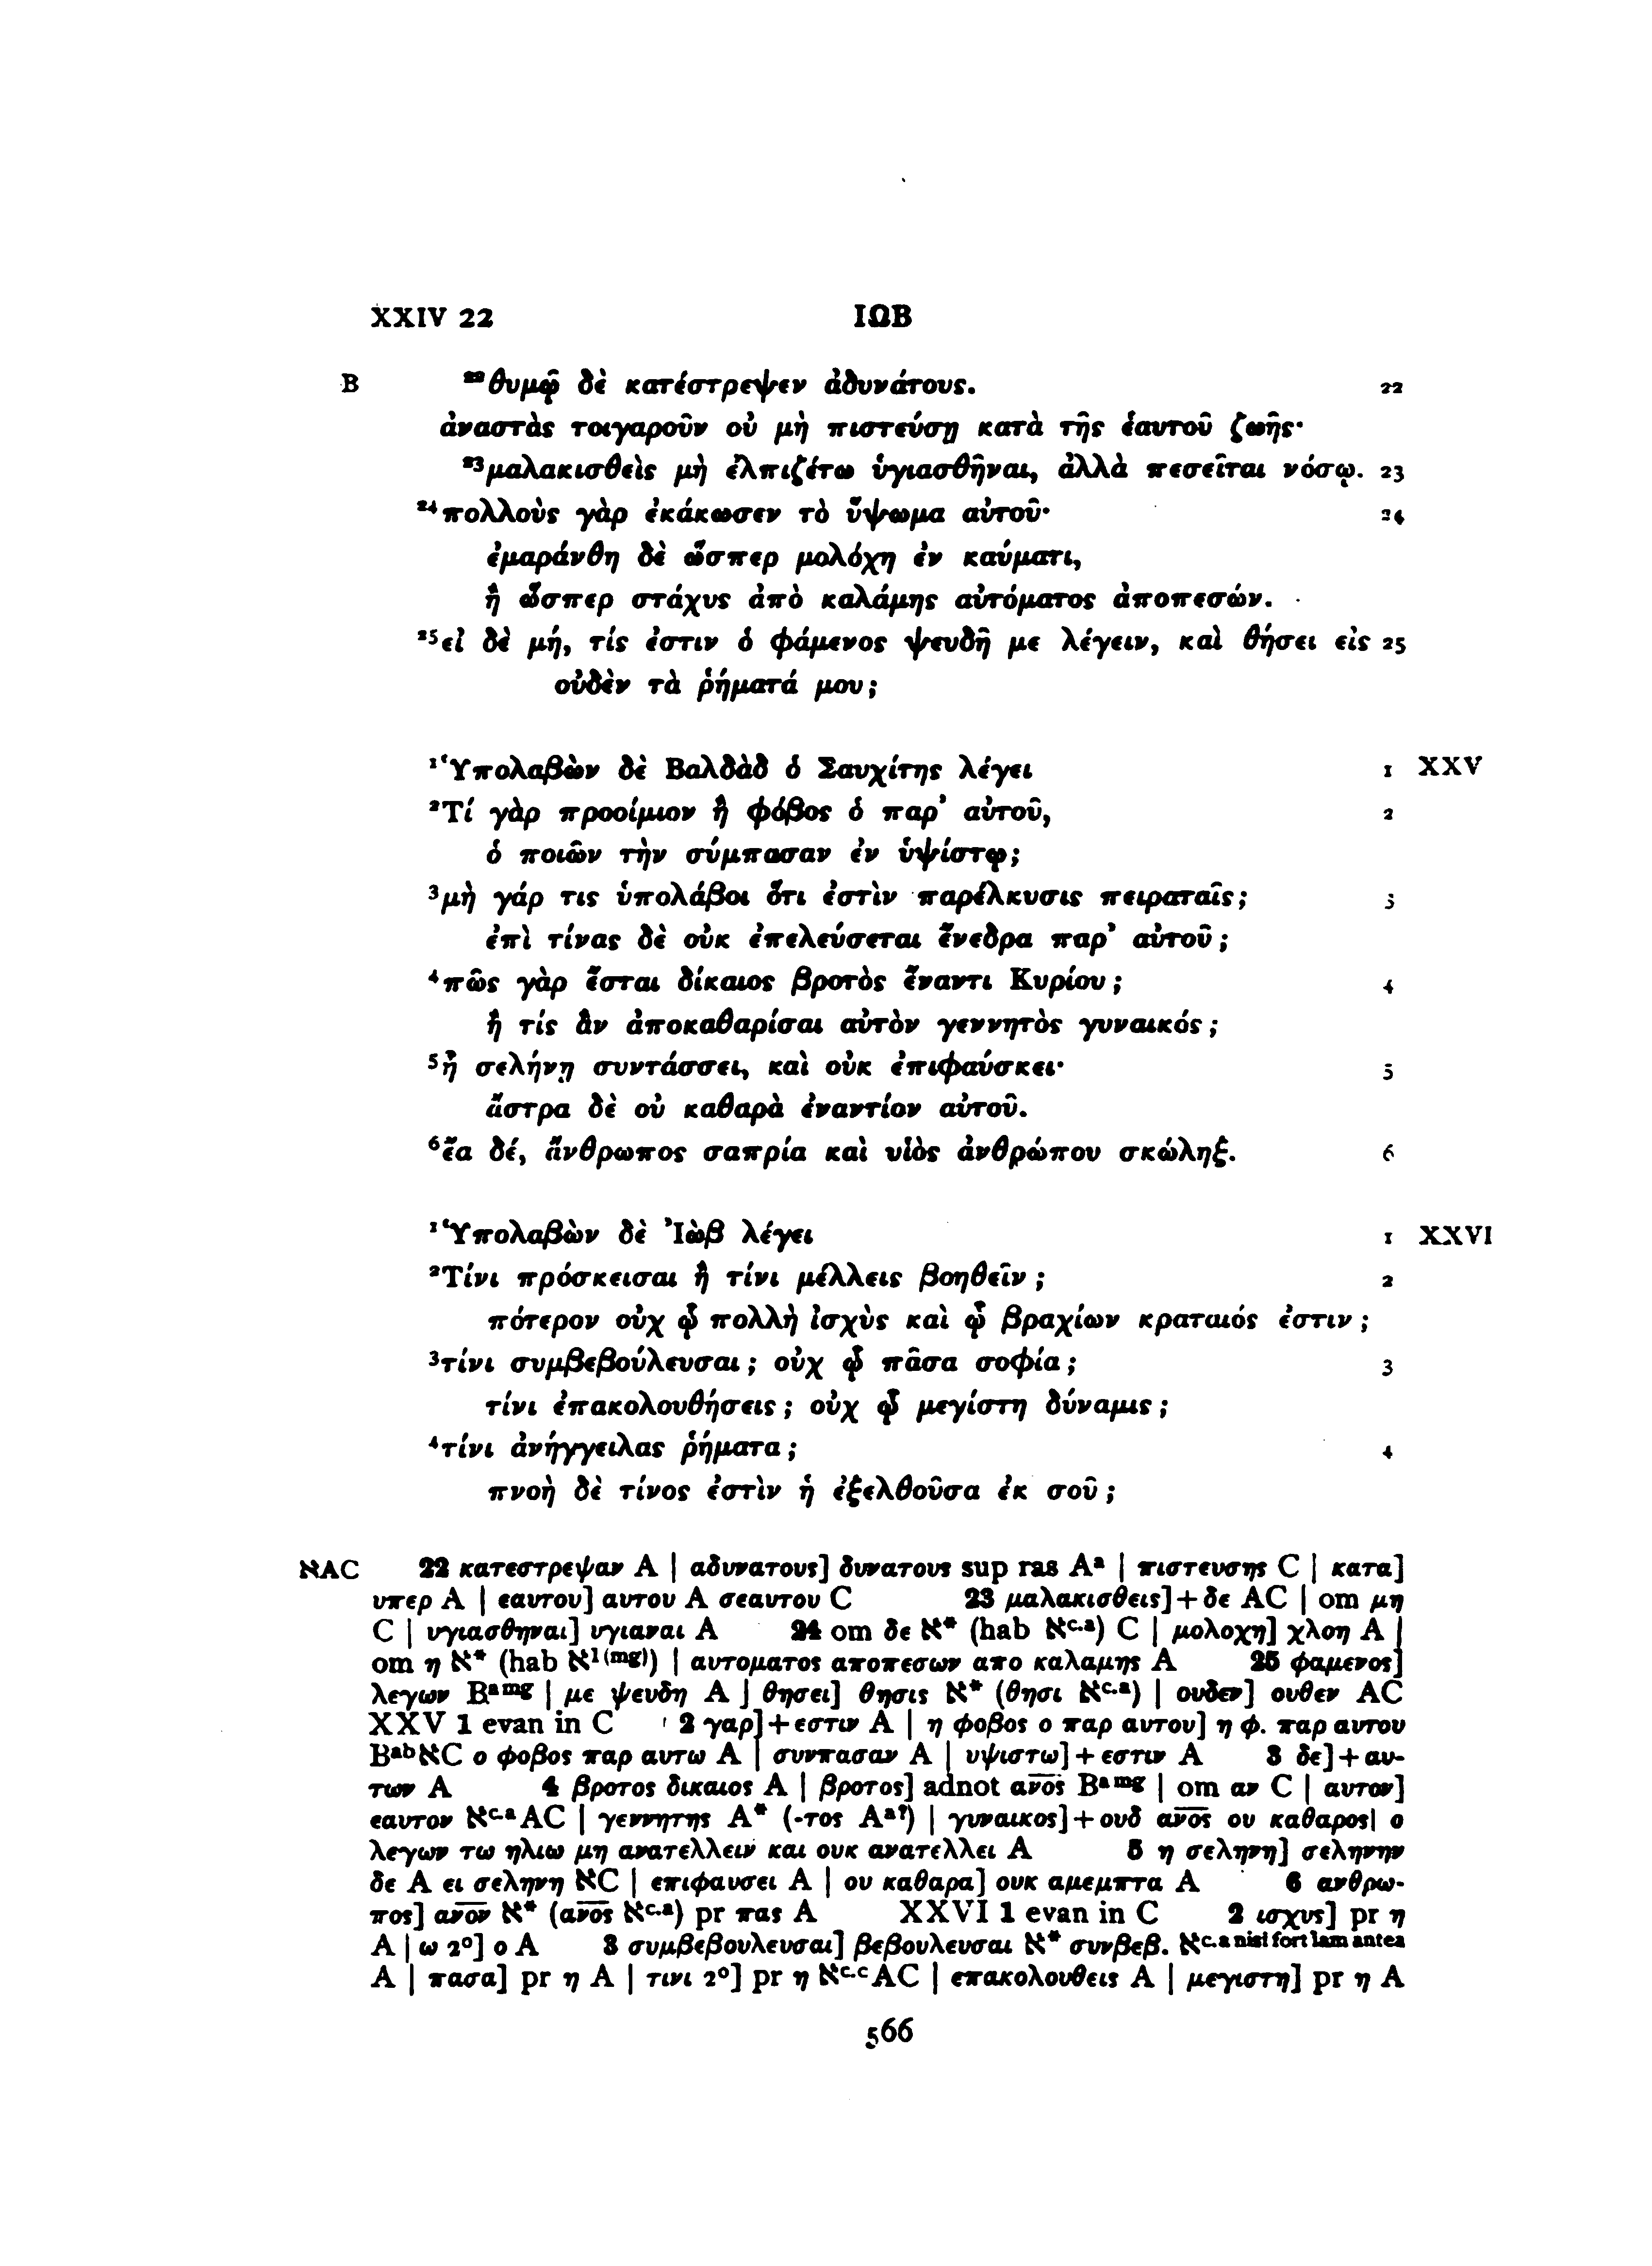 XXIV 22 ΙΩΒ
B ²²θυμῷ δὲ κατέστρεψεν ἀδυνάτους. 22
ἀναστὰς τοιγαροῦν οὐ μὴ πιστεύσῃ κατὰ τῆς ἑαυτοῦ ζωῆς·
²³μαλακισθεὶς μὴ ἐλπιζέτω ὑγιασθῆναι, ἀλλὰ πεσεῖται νόσῳ. 23
²⁴πολλοὺς γὰρ ἐκάκωσεν τὸ ὕψωμα αὐτοῦ· 24
ἐμαράνθη δὲ ὥσπερ μολόχη ἐν καύματι,
ἢ ὥσπερ στάχυς ἀπὸ καλάμης αὐτόματος ἀποπεσών.
²⁵εἰ δὲ μή, τίς ἐστιν ὁ φάμενος ψευδῆ με λέγειν, καὶ θήσει εἰς 25
οὐδὲν τὰ ῥήματά μου;
¹Ὑπολαβὼν δὲ Βαλδὰδ ὁ Σαυχίτης λέγει 1 XXV
²Τί γὰρ προοίμιον ἢ φόβος ὁ παρ’ αὐτοῦ, 2
ὁ ποιῶν τὴν σύμπασαν ἐν ὑψίστῳ;
³μὴ γάρ τις ὑπολάβοι ὅτι ἐστὶν παρέλκυσις πειραταῖς; 3
ἐπὶ τίνας δὲ οὐκ ἐπελεύσεται ἔνεδρα παρ’ αὐτοῦ;
⁴πῶς γὰρ ἔσται δίκαιος βροτὸς ἔναντι Κυρίου; 4
ἢ τίς ἂν ἀποκαθαρίσαι αὐτὸν γεννητὸς γυναικός;
⁵ἦ σελήνῃ συντάσσει, καὶ οὐκ ἐπιφαύσκει· 5
ἄστρα δὲ οὐ καθαρὰ ἐναντίον αὐτοῦ.
⁶ἔα δέ, ἄνθρωπος σαπρία καὶ υἱὸς ἀνθρώπου σκώληξ. 6
¹Ὑπολαβὼν δὲ Ἰὼβ λέγει 1 XXVI
²Τίνι πρόσκεισαι ἢ τίνι μέλλεις βοηθεῖν; 2
πότερον οὐχ ᾧ πολλὴ ἰσχὺς καὶ ᾧ βραχίων κραταιός ἐστιν;
³τίνι συμβεβούλευσαι; οὐχ ᾧ πᾶσα σοφία; 3
τίνι ἐπακολουθήσεις; οὐχ ᾧ μεγίστη δύναμις;
⁴τίνι ἀνήγγειλας ῥήματα; 4
πνοὴ δὲ τίνος ἐστὶν ἡ ἐξελθοῦσα ἐκ σοῦ;
אAC 22 κατεστρεψαν A | αδυνατους] δυνατους sup ras Aᵃ | πιστευσης C | κατα]
υπερ A | εαυτου] αυτου A σεαυτου C 23 μαλακισθεις]+δε AC | om μη
C | υγιασθηναι] υγιαναι A 24 om δε א* (hab אᶜ·ᵃ) C | μολοχη] χλοη A |
om η א* (hab א¹⁽ᵐᵍ⁾) | αυτοματος αποπεσων απο καλαμης A 25 φαμενος]
λεγων Bᵃᵐᵍ | με ψευδη A | θησει] θησις א* (θησι אᶜ·ᵃ) | ουδεν] ουθεν AC
XXV 1 evan in C 2 γαρ]+εστιν A | η φοβος ο παρ αυτου] η φ. παρ αυτου
BᵃᵇאC ο φοβος παρ αυτω A | συνπασαν A | υψιστω]+εστιν A 3 δε]+αυ-
των A 4 βροτος δικαιος A | βροτος] adnot αν̅ο̅ς̅ Bᵃᵐᵍ | om αν C | αυτον]
εαυτον אᶜ·ᵃAC | γεννητης A* (-τος Aᵃ?) | γυναικος]+ουδ αν̅ο̅ς̅ ου καθαρος| ο
λεγων τω ηλιω μη ανατελλειν και ουκ ανατελλει A 5 η σεληνη] σεληνην
δε A ει σεληνη אC | επιφαυσει A | ου καθαρα] ουκ αμεμπτα A 6 ανθρω-
πος] αν̅ο̅ν̅ א* (αν̅ο̅ς̅ אᶜ·ᵃ) pr πας A XXVI 1 evan in C 2 ισχυς] pr η
A | ω 2°] ο A 3 συμβεβουλευσαι] βεβουλευσαι א* συνβεβ. אᶜ·ᵃ ⁿⁱˢⁱ ᶠᵒʳᵗ ⁱᵃᵐ ᵃⁿᵗᵉᵃ
A | πασα] pr η A | τινι 2°] pr η אᶜ·ᶜAC | επακολουθεις A | μεγιστη] pr η A
566